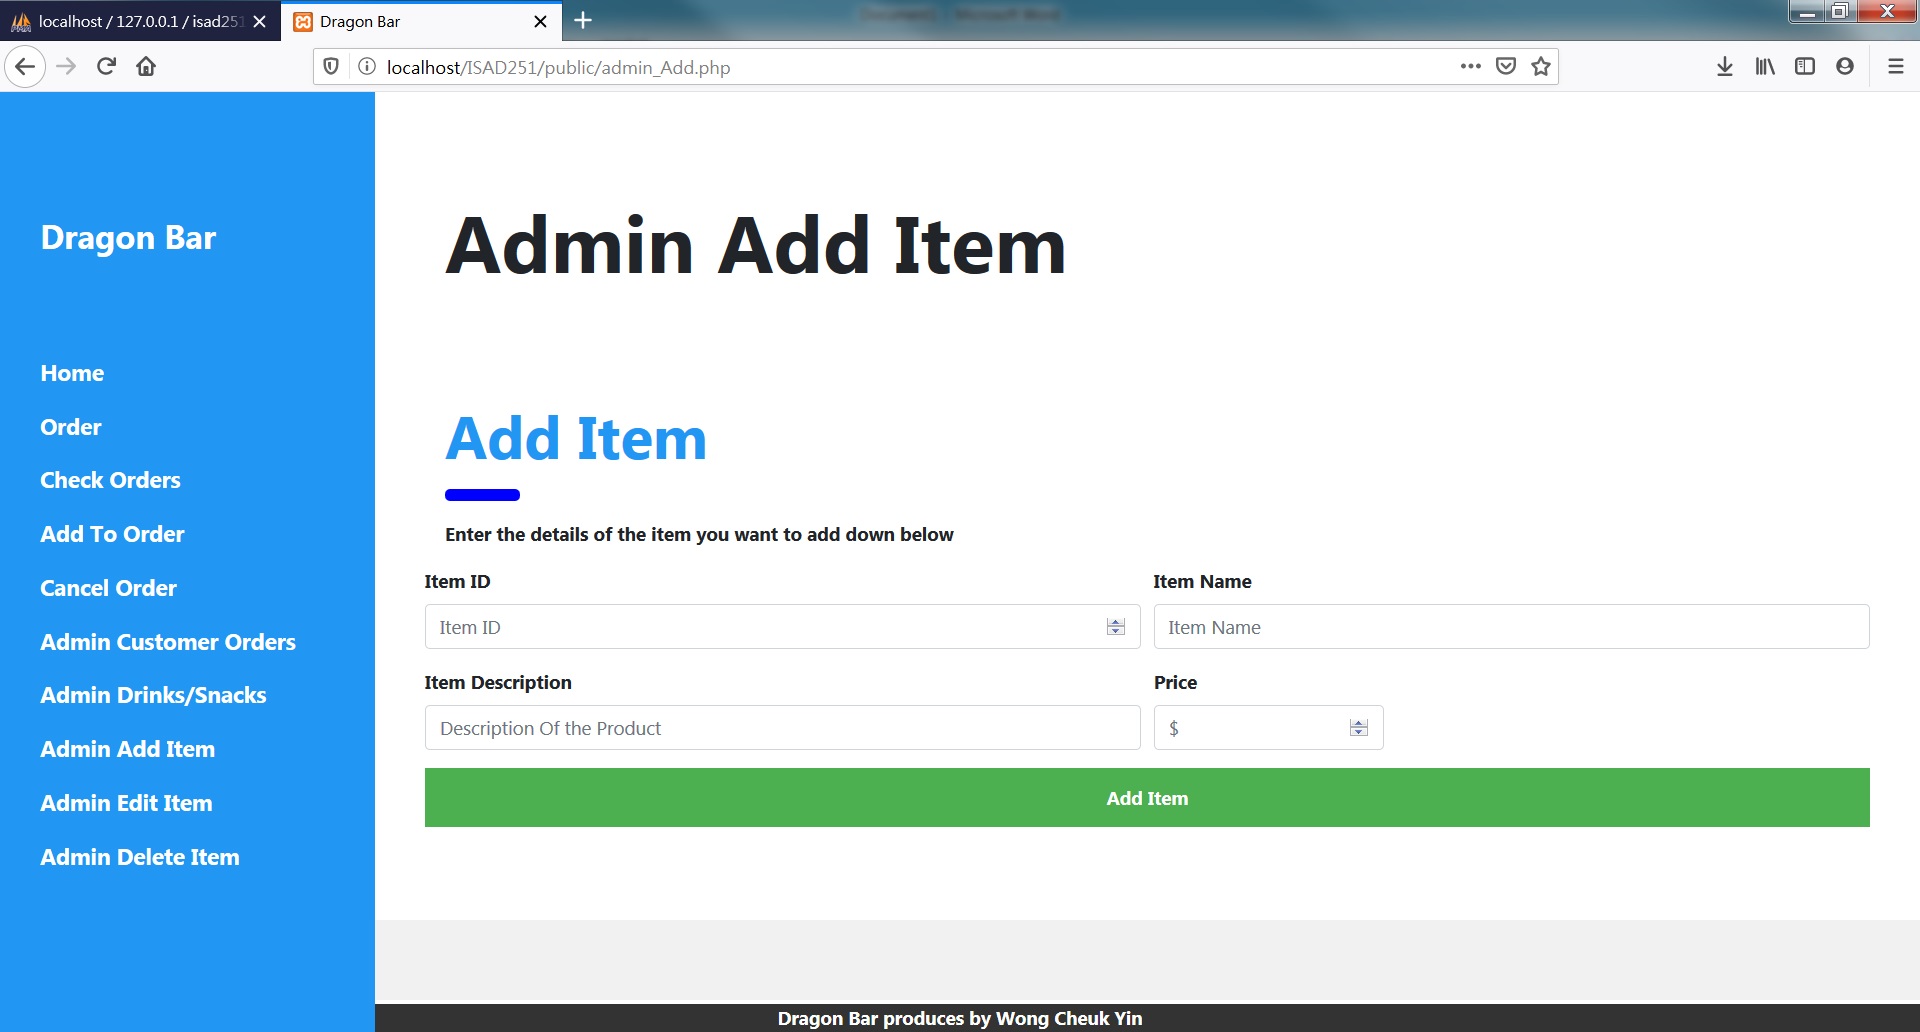 Document1 - Microsoft Word
localhost / 127.0.0.1 / isad251
Dragon Bar
localhost/ISAD251/public/admin_Add.php
Dragon Bar
Home
Order
Check Orders
Add To Order
Cancel Order
Admin Customer Orders
Admin Drinks/Snacks
Admin Add Item
Admin Edit Item
Admin Delete Item
Admin Add Item
Add Item
Enter the details of the item you want to add down below
Item ID
Item Name
Item ID
Item Name
Item Description
Price
Description Of the Product
$
Add Item
Dragon Bar produces by Wong Cheuk Yin